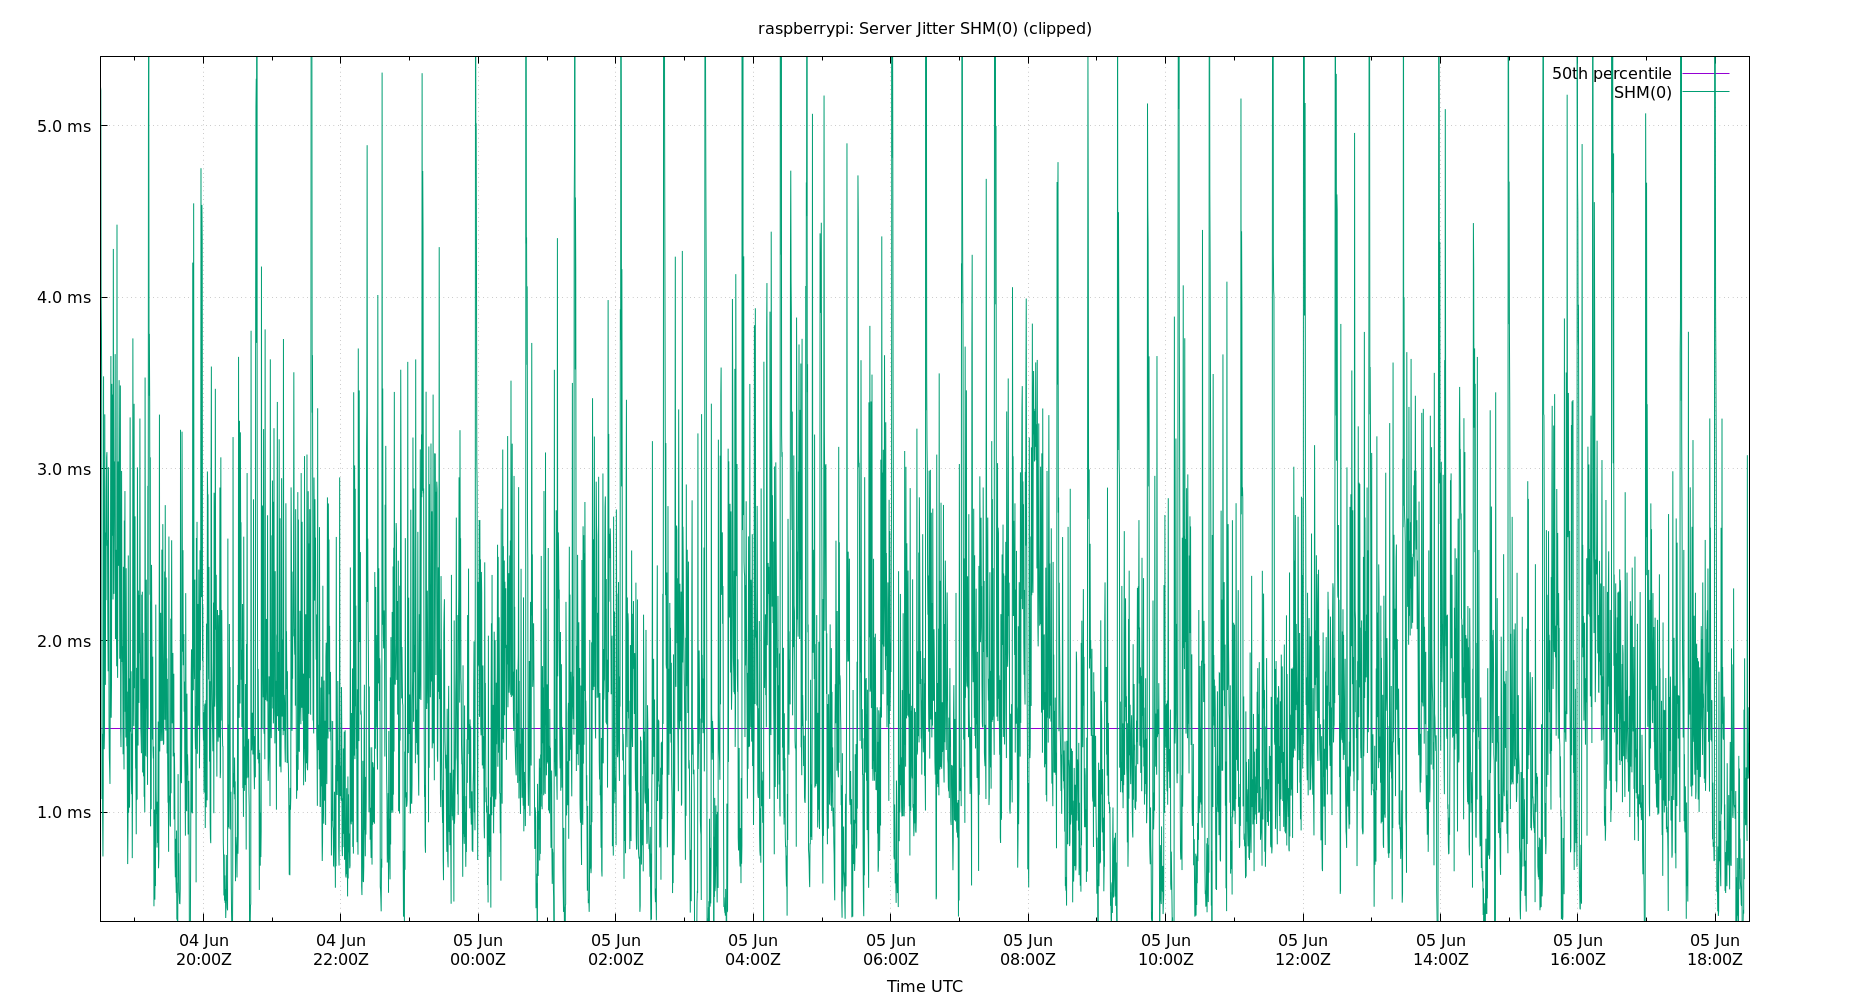 raspberrypi: Server Jitter SHM(0) (clipped)
50th percentile
SHM(0)
5.0 ms
4.0 ms
3.0 ms
2.0 ms
1.0 ms
04 Jun 04 Jun 05 Jun 05 Jun 05 Jun 05 Jun 05 Jun 05 Jun 05 Jun 05 Jun 05 Jun 05 Jun
20:00Z 22:00Z 00:00Z 02:00Z 04:00Z 06:00Z 08:00Z 10:00Z 12:00Z 14:00Z 16:00Z 18:00Z
Time UTC